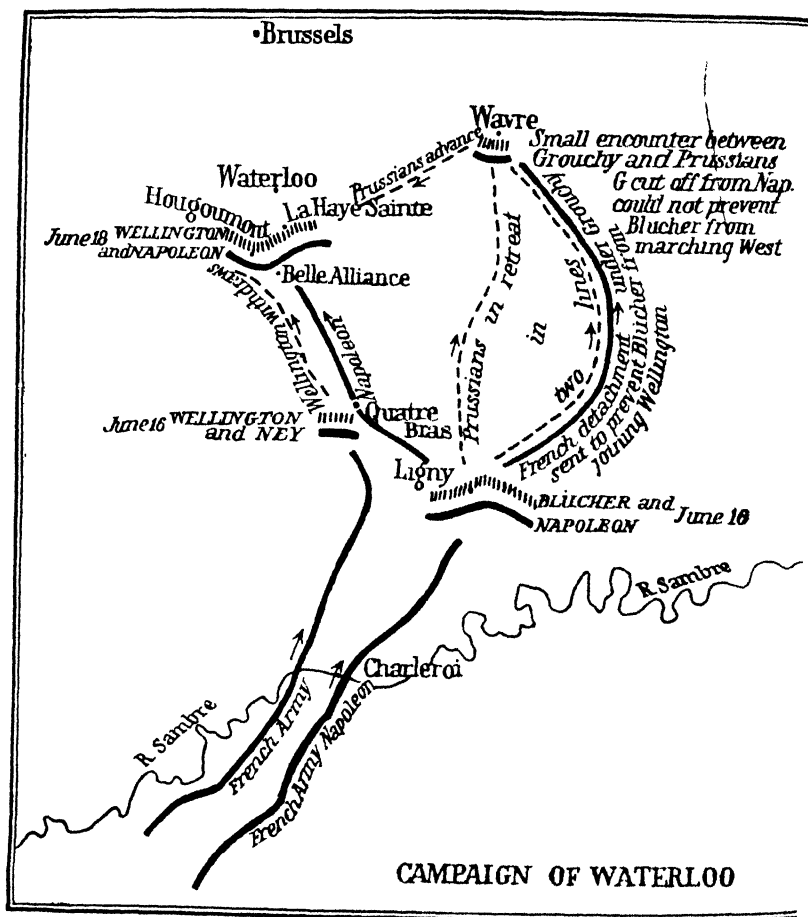 Brussels
Wavre
Small encounter between
Grouchy and Prussians
G cut off from Nap.
could not prevent
Blucher from
marching West
Prussians advance
Waterloo
Hougoumont
La Haye Sainte
June 18 WELLINGTON
and NAPOLEON
Belle Alliance
Wellington withdraws
Napoleon
Prussians in retreat
in
two lines
under Grouchy
French detachment
sent to prevent Blücher from
joining Wellington
June 16 WELLINGTON
and NEY
Quatre
Bras
Ligny
BLÜCHER and
NAPOLEON
June 16
R. Sambre
Charleroi
R. Sambre
French Army
French Army Napoleon
CAMPAIGN OF WATERLOO